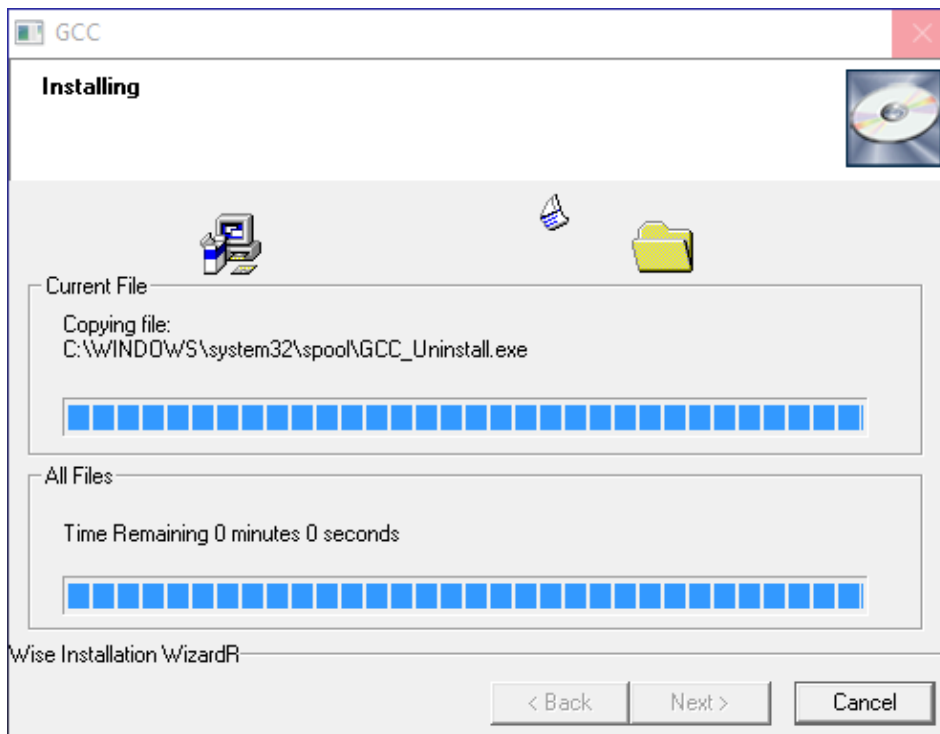 GCC
Installing
Current File
Copying file:
C:\WINDOWS\system32\spool\GCC_Uninstall.exe
All Files
Time Remaining 0 minutes 0 seconds
Wise Installation WizardR
< Back
Next >
Cancel